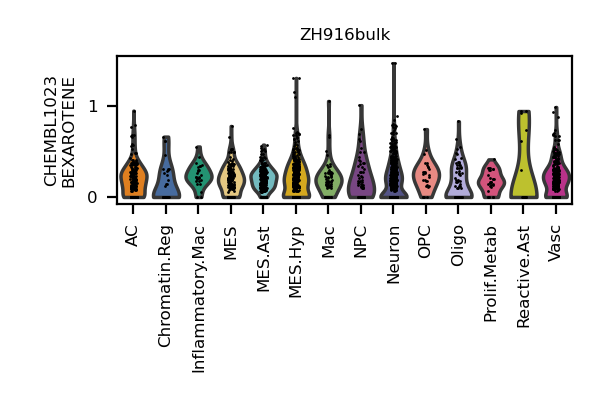 ZH916bulk
CHEMBL1023
BEXAROTENE
1
0
AC
Chromatin.Reg
Inflammatory.Mac
MES
MES.Ast
MES.Hyp
Mac
NPC
Neuron
OPC
Oligo
Prolif.Metab
Reactive.Ast
Vasc